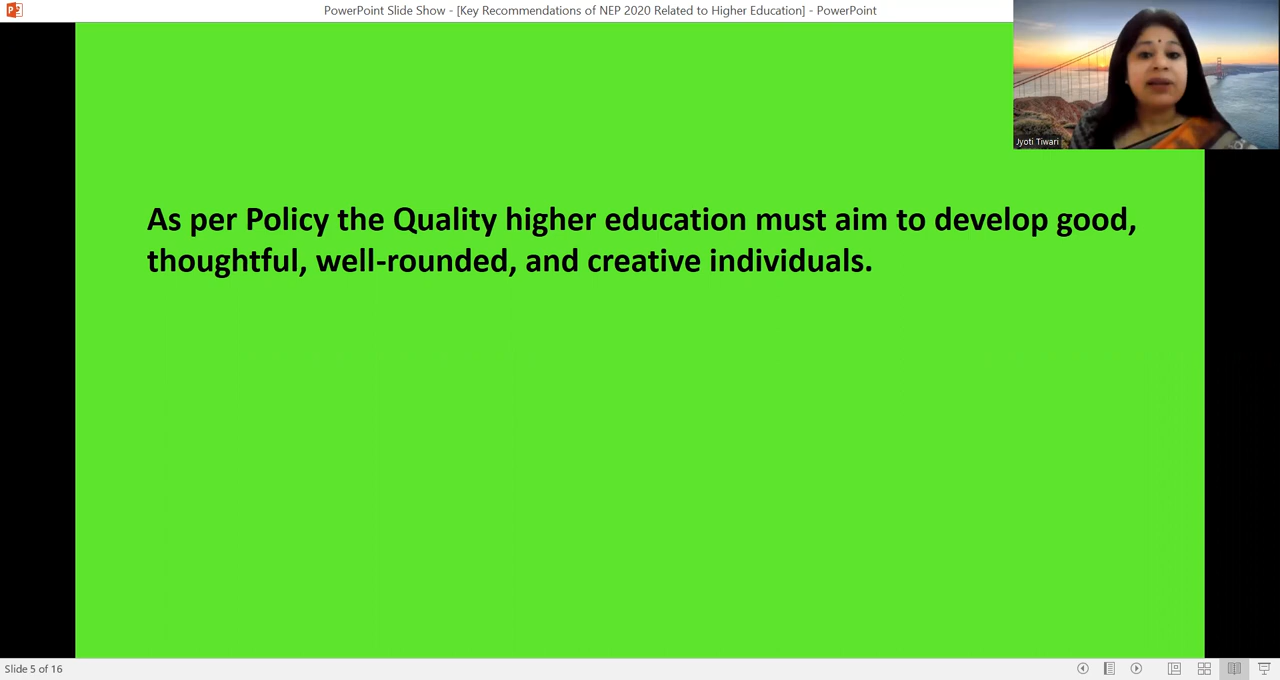 PowerPoint Slide Show - [Key Recommendations of NEP 2020 Related to Higher Education] - PowerPoint
Jyoti Tiwari
As per Policy the Quality higher education must aim to develop good,
thoughtful, well-rounded, and creative individuals.
Slide 5 of 16